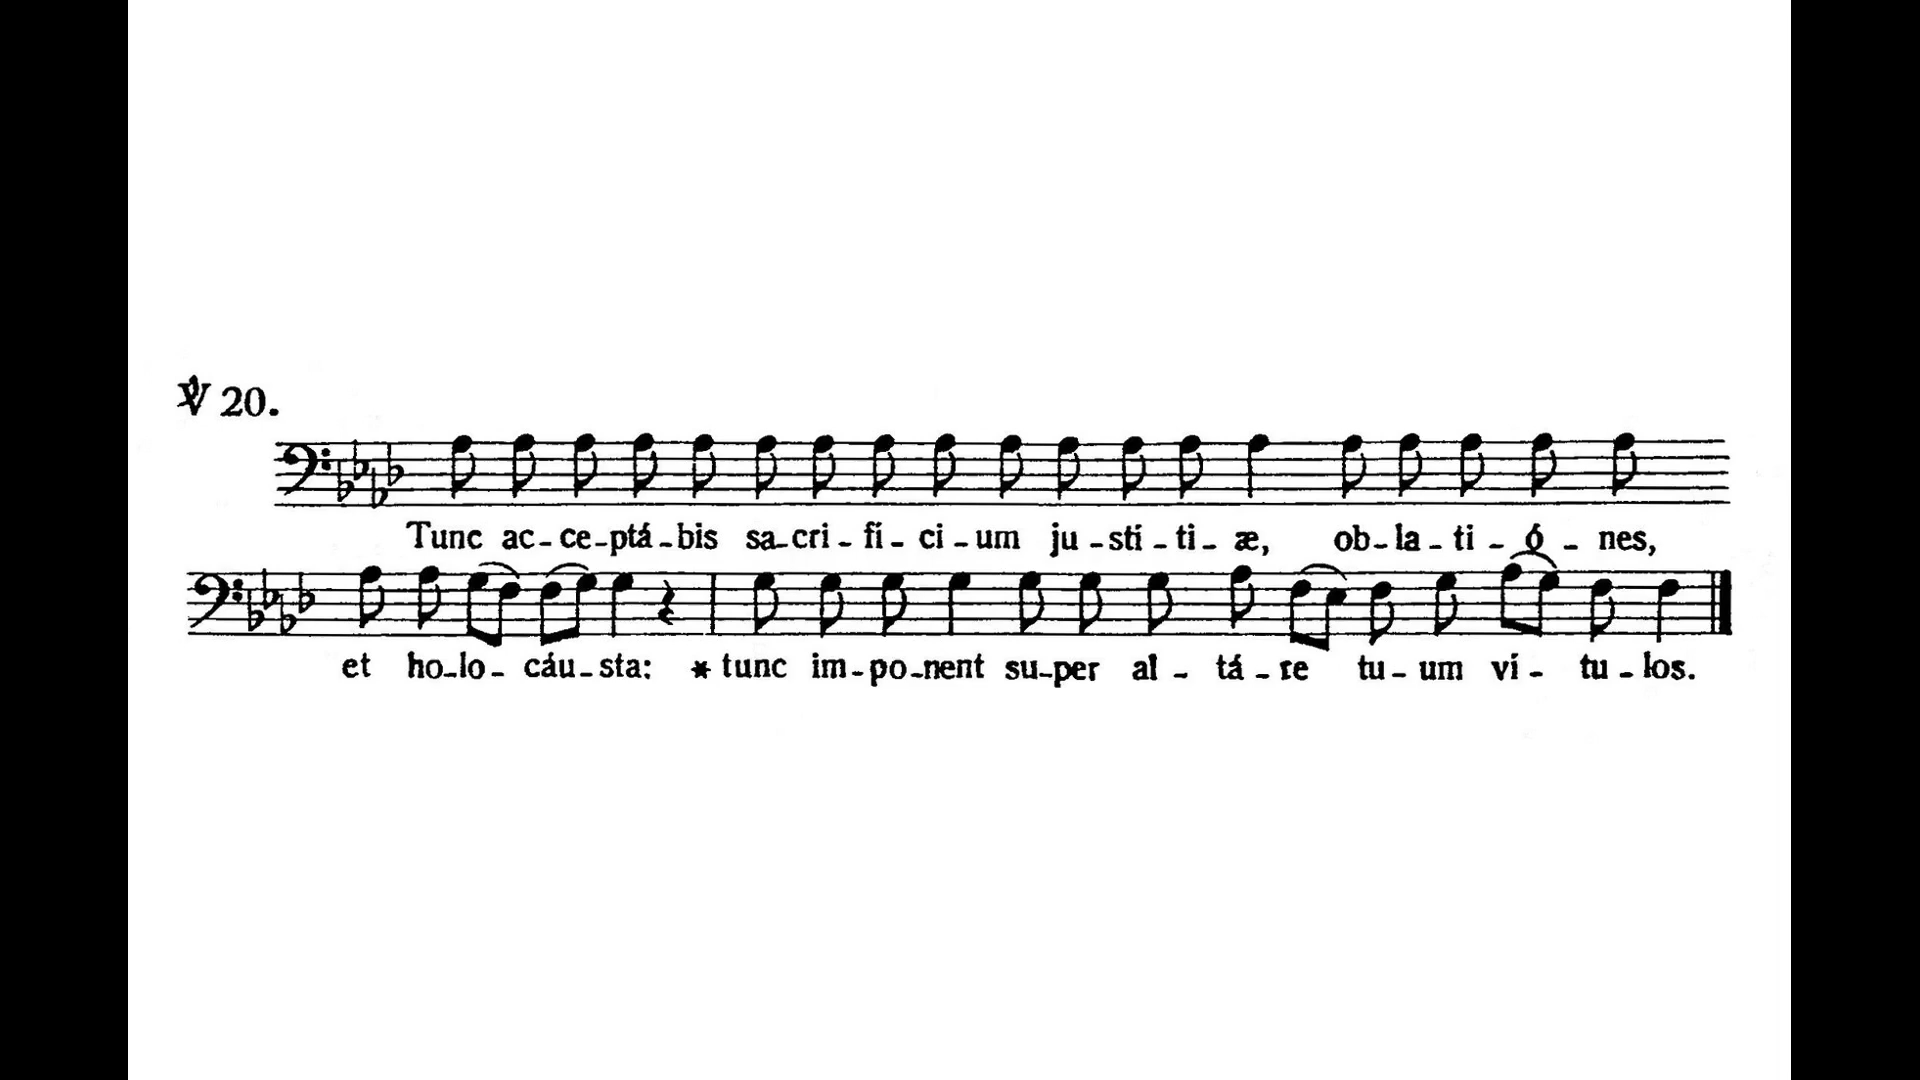 ℣ 20.
Tunc ac-ce-ptá-bis sa-cri-fí-ci-um ju-stí-ti-æ, ob-la-ti-ó-nes,
et ho-lo-cáu-sta: * tunc im-po-nent su-per al-tá-re tu-um ví-tu-los.